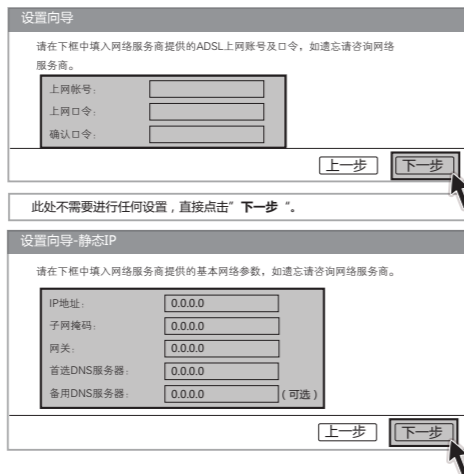 设置向导
请在下框中填入网络服务商提供的ADSL上网账号及口令，如遗忘请咨询网络
服务商。
上网帐号：
上网口令：
确认口令：
上一步 下一步
此处不需要进行任何设置，直接点击”下一步“。
设置向导-静态IP
请在下框中填入网络服务商提供的基本网络参数，如遗忘请咨询网络服务商。
IP地址： 0.0.0.0
子网掩码： 0.0.0.0
网关： 0.0.0.0
首选DNS服务器： 0.0.0.0
备用DNS服务器： 0.0.0.0 （可选）
上一步 下一步